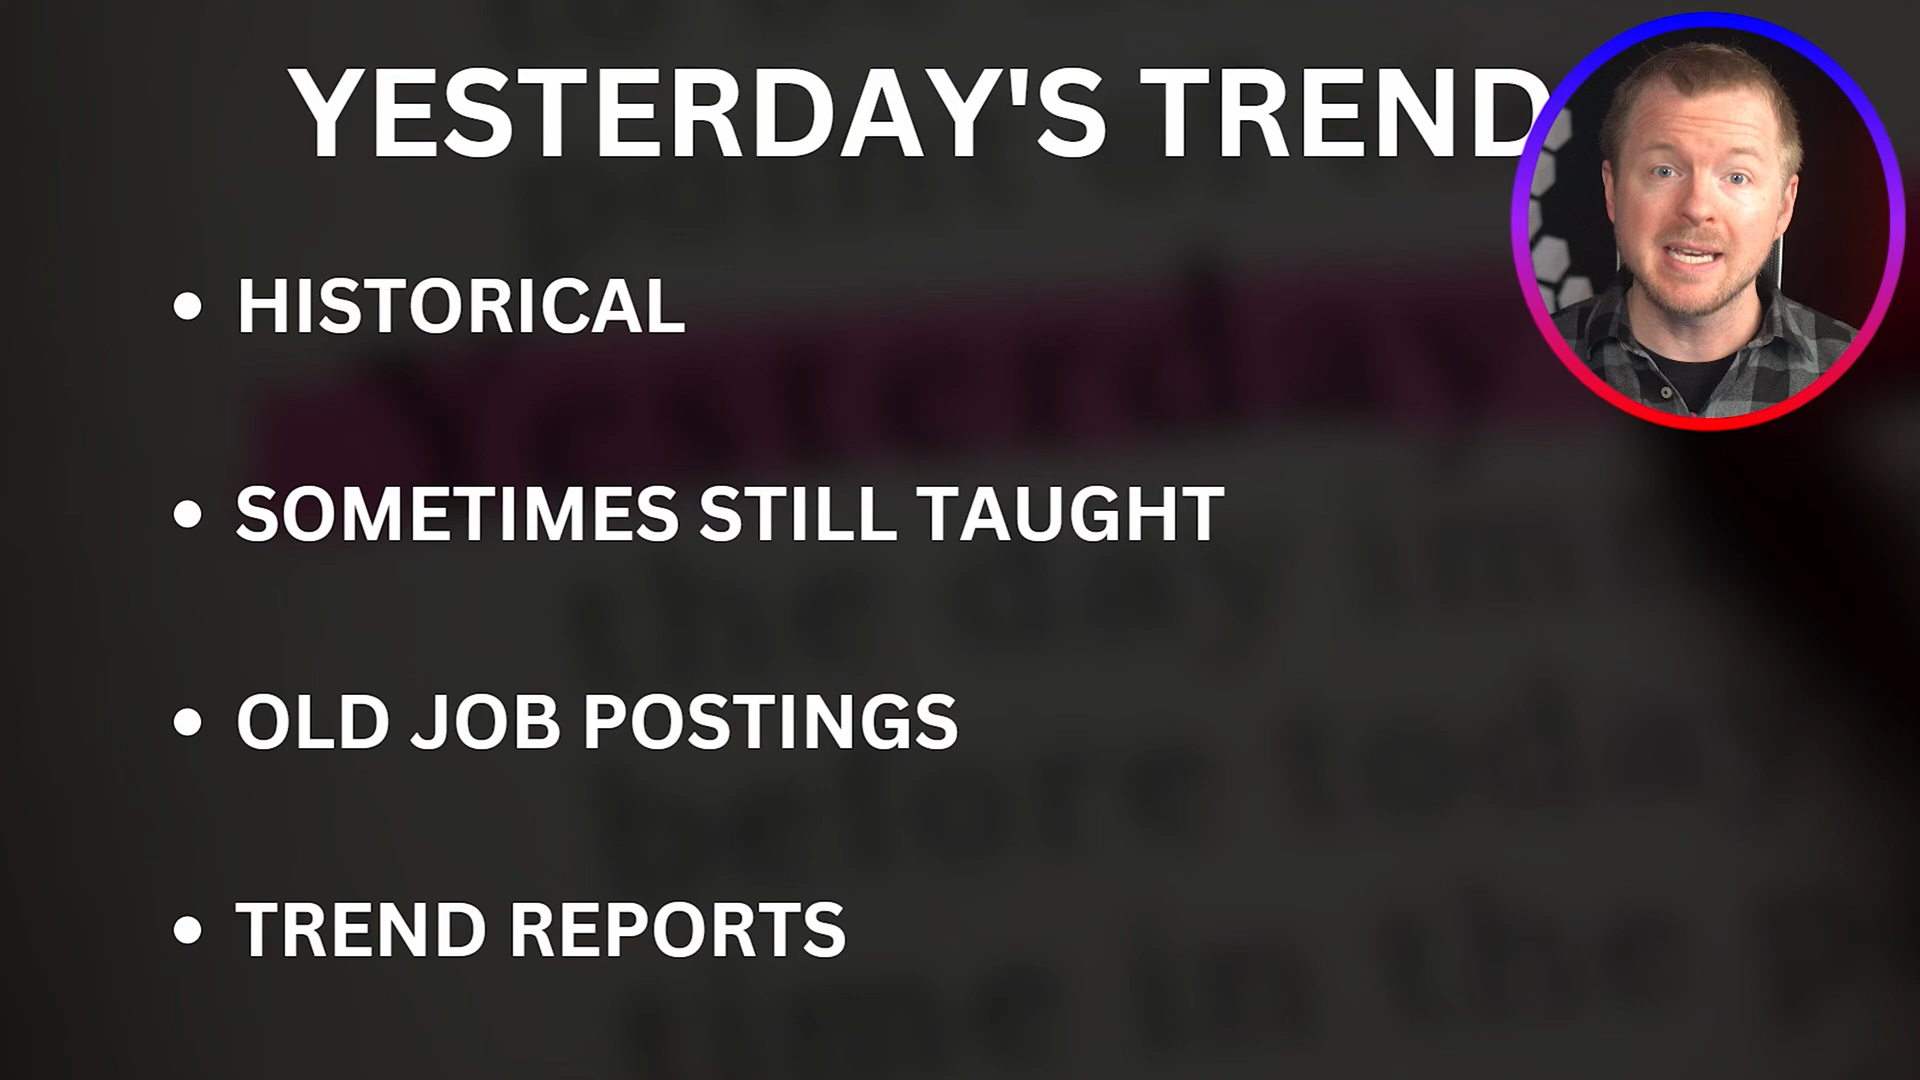 YESTERDAY'S TREND
• HISTORICAL
• SOMETIMES STILL TAUGHT
• OLD JOB POSTINGS
• TREND REPORTS